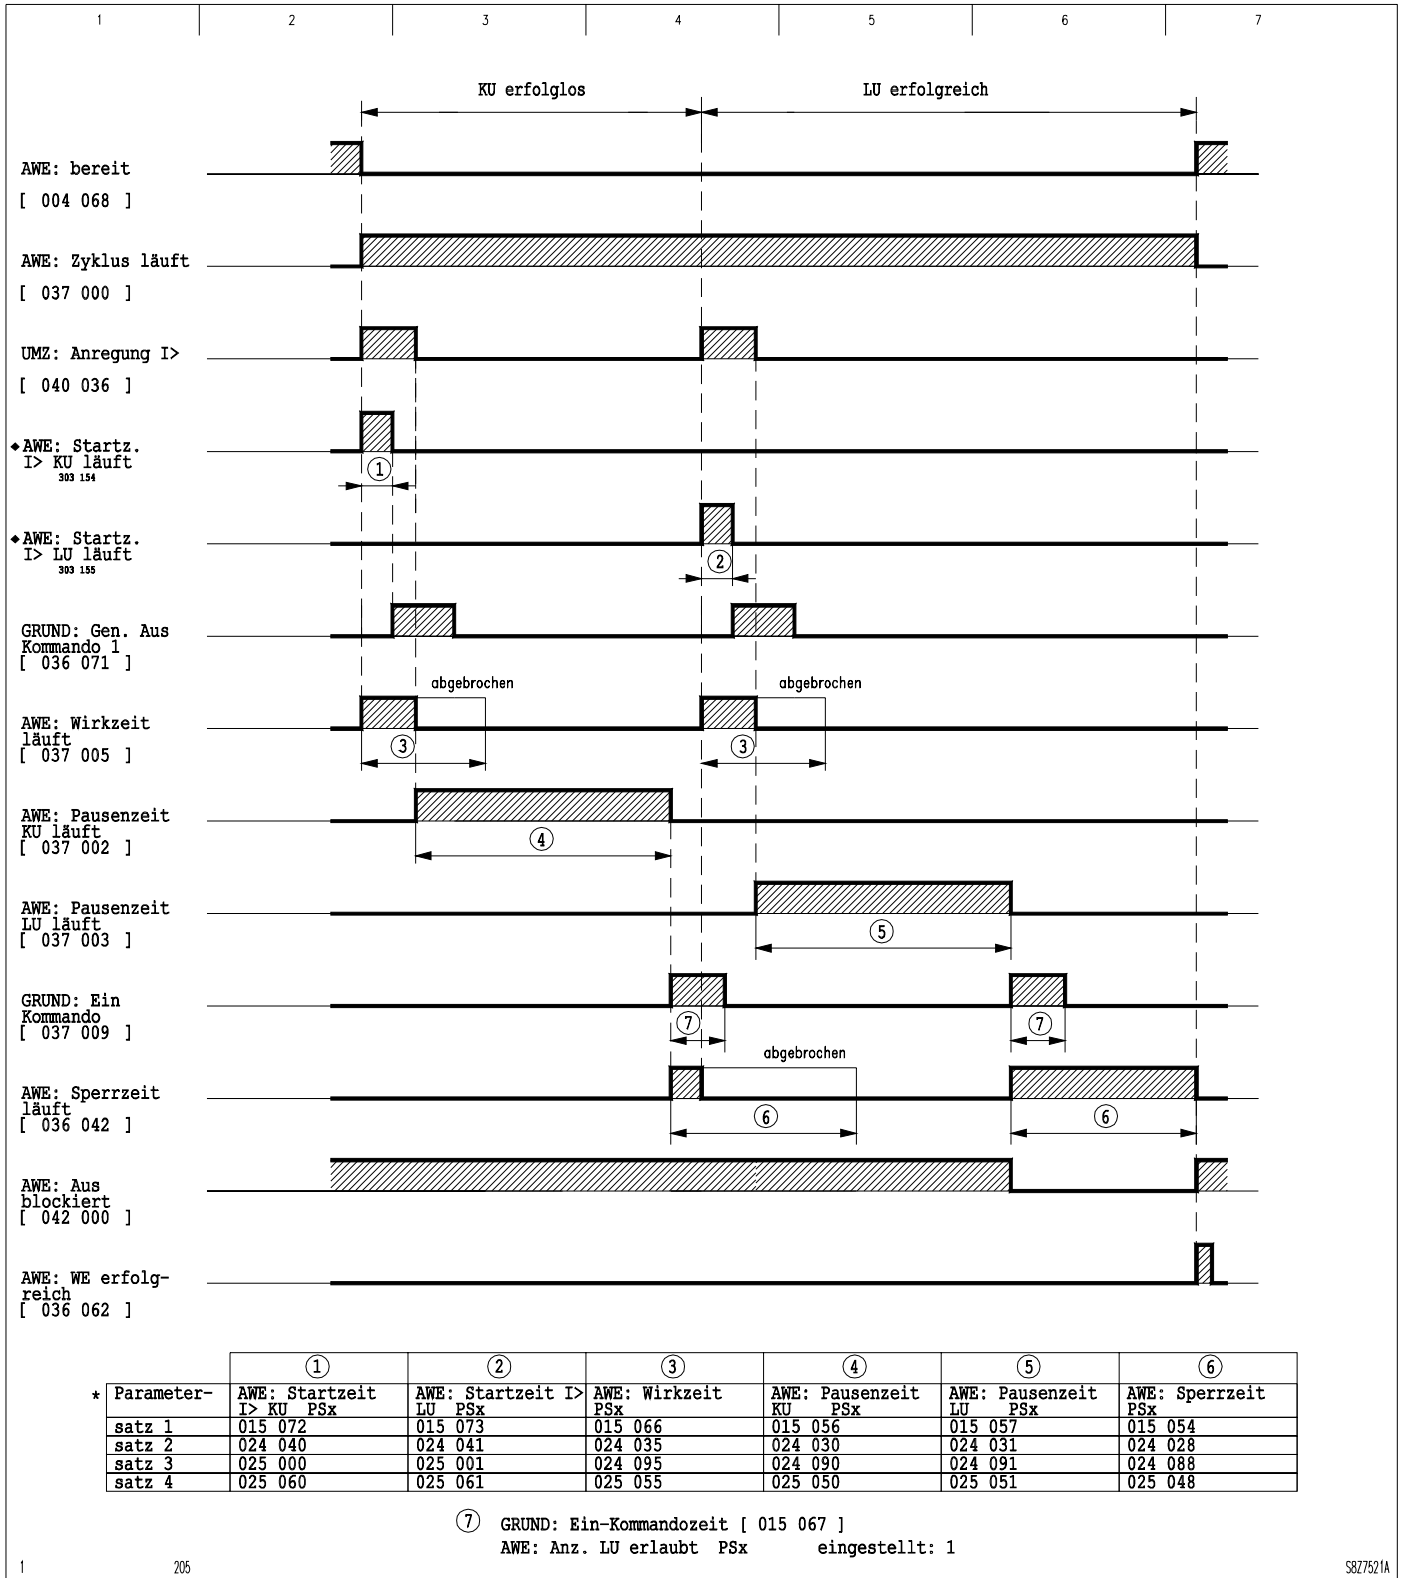 1 2 3 4 5 6 7
KU erfolglos LU erfolgreich
AWE: bereit
[ 004 068 ]
AWE: Zyklus läuft
[ 037 000 ]
UMZ: Anregung I>
[ 040 036 ]
◆AWE: Startz.
I> KU läuft
303 154
1
◆AWE: Startz.
I> LU läuft
303 155
2
GRUND: Gen. Aus
Kommando 1
[ 036 071 ]
abgebrochen abgebrochen
AWE: Wirkzeit
läuft
[ 037 005 ]
3 3
AWE: Pausenzeit
KU läuft
[ 037 002 ]
4
AWE: Pausenzeit
LU läuft
[ 037 003 ]
5
GRUND: Ein
Kommando
[ 037 009 ]
7 7
abgebrochen
AWE: Sperrzeit
läuft
[ 036 042 ]
6 6
AWE: Aus
blockiert
[ 042 000 ]
AWE: WE erfolg-
reich
[ 036 062 ]
1 2 3 4 5 6
* Parameter- AWE: Startzeit AWE: Startzeit I> AWE: Wirkzeit AWE: Pausenzeit AWE: Pausenzeit AWE: Sperrzeit
I> KU PSx LU PSx PSx KU PSx LU PSx PSx
satz 1 015 072 015 073 015 066 015 056 015 057 015 054
satz 2 024 040 024 041 024 035 024 030 024 031 024 028
satz 3 025 000 025 001 024 095 024 090 024 091 024 088
satz 4 025 060 025 061 025 055 025 050 025 051 025 048
7 GRUND: Ein-Kommandozeit [ 015 067 ]
AWE: Anz. LU erlaubt PSx eingestellt: 1
1 205 S8Z7521A